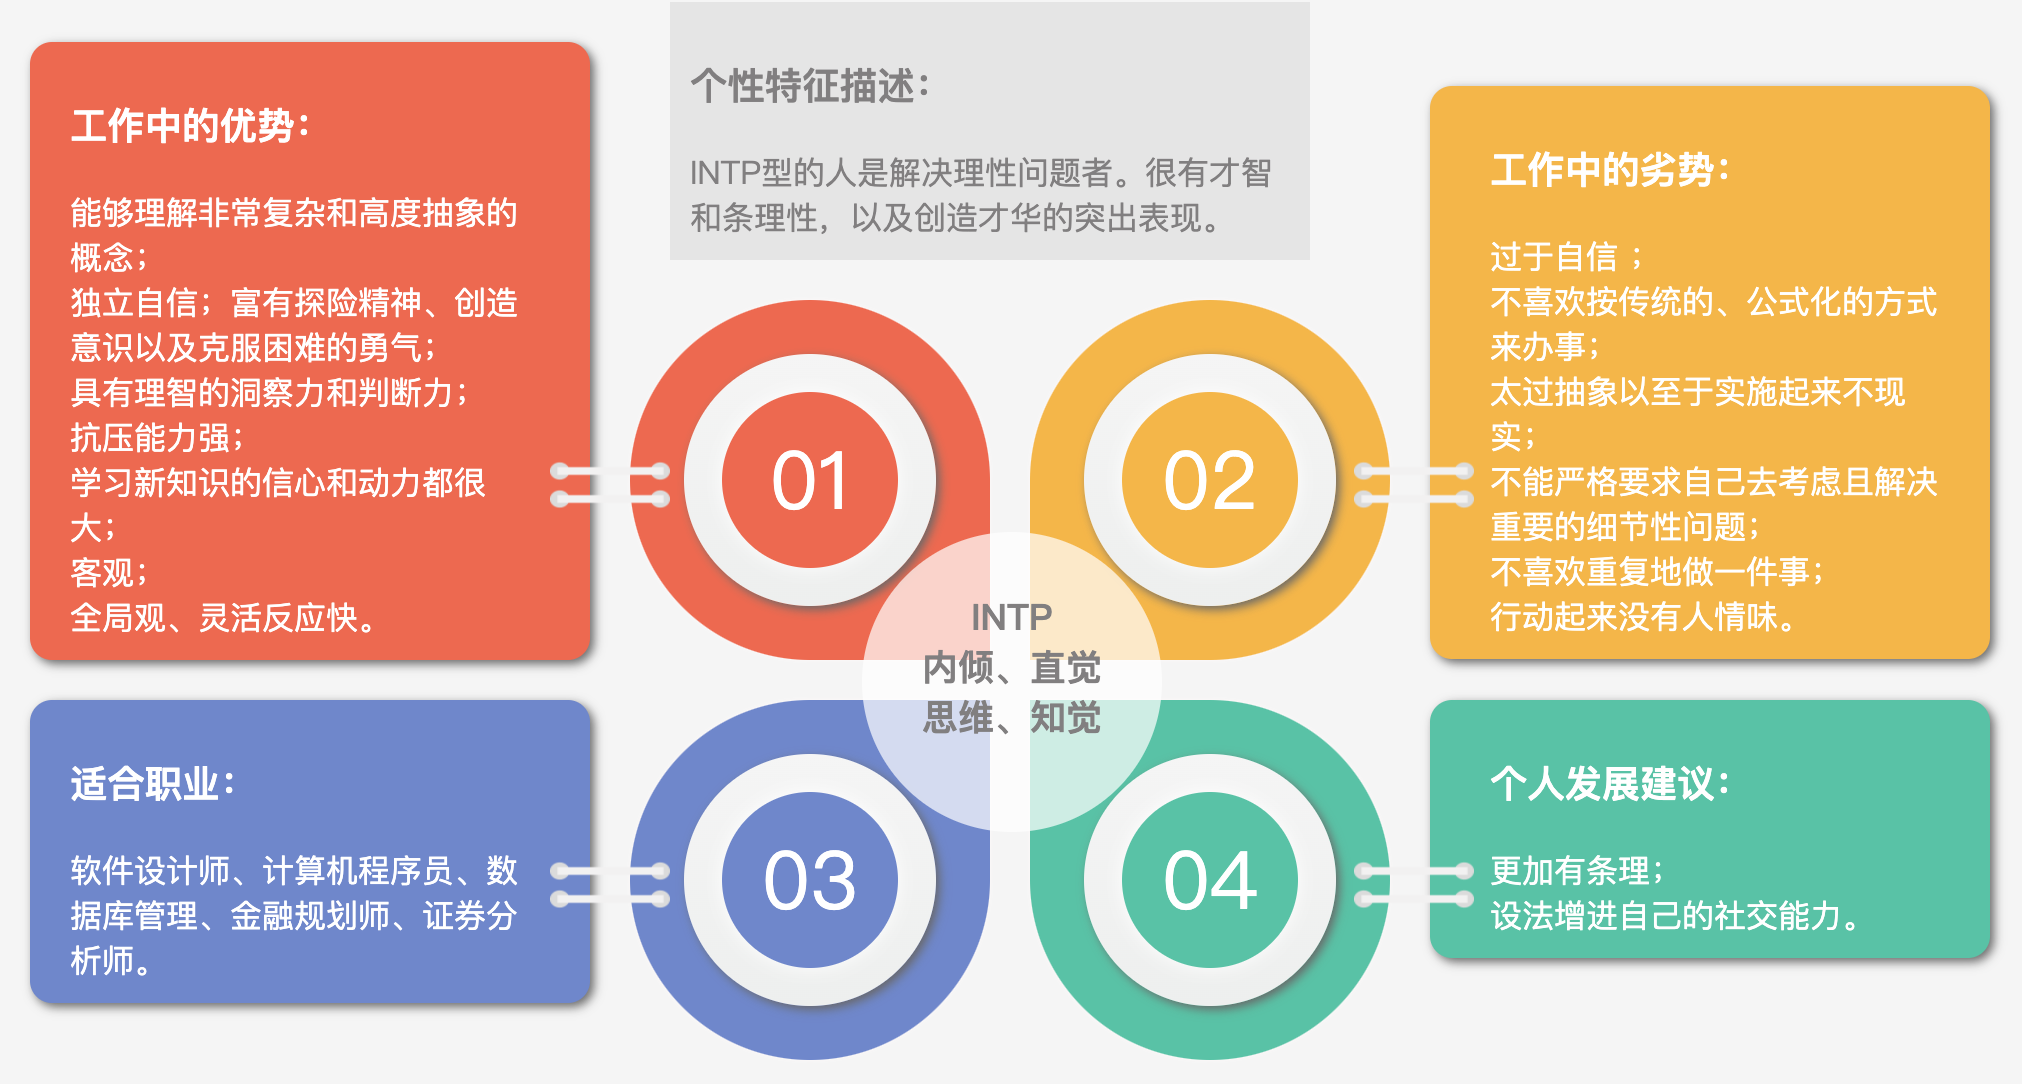 个性特征描述：
INTP型的人是解决理性问题者。很有才智
和条理性，以及创造才华的突出表现。
工作中的优势：
能够理解非常复杂和高度抽象的
概念；
独立自信；富有探险精神、创造
意识以及克服困难的勇气；
具有理智的洞察力和判断力；
抗压能力强；
学习新知识的信心和动力都很
大；
客观；
全局观、灵活反应快。
01
02
工作中的劣势：
过于自信 ；
不喜欢按传统的、公式化的方式
来办事；
太过抽象以至于实施起来不现
实；
不能严格要求自己去考虑且解决
重要的细节性问题；
不喜欢重复地做一件事；
行动起来没有人情味。
INTP
内倾、直觉
思维、知觉
适合职业：
软件设计师、计算机程序员、数
据库管理、金融规划师、证券分
析师。
03
04
个人发展建议：
更加有条理；
设法增进自己的社交能力。